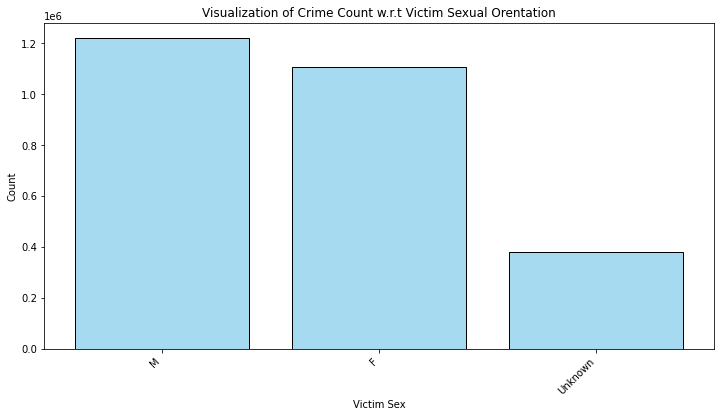 Visualization of Crime Count w.r.t Victim Sexual Orentation
1e6
1.2
1.0
0.8
0.6
0.4
0.2
0.0
Count
M
F
Unknown
Victim Sex